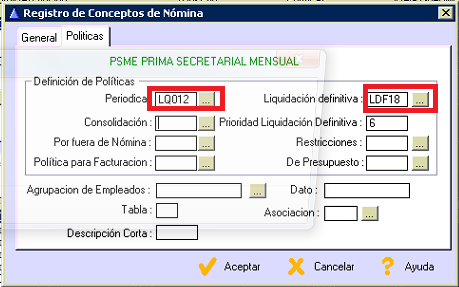 Registro de Conceptos de Nómina
General Politicas
PSME PRIMA SECRETARIAL MENSUAL
Definición de Políticas
Periodica LQ012 ... Liquidación definitiva : LDF18 ...
Consolidación : ... Prioridad Liquidación Definitiva : 6
Por fuera de Nómina : ... Restricciones : ...
Política para Facturacion : ... De Presupuesto : ...
Agrupacion de Empleados : ... Dato :
Tabla : Asociacion : ...
Descripción Corta :
Aceptar Cancelar ? Ayuda